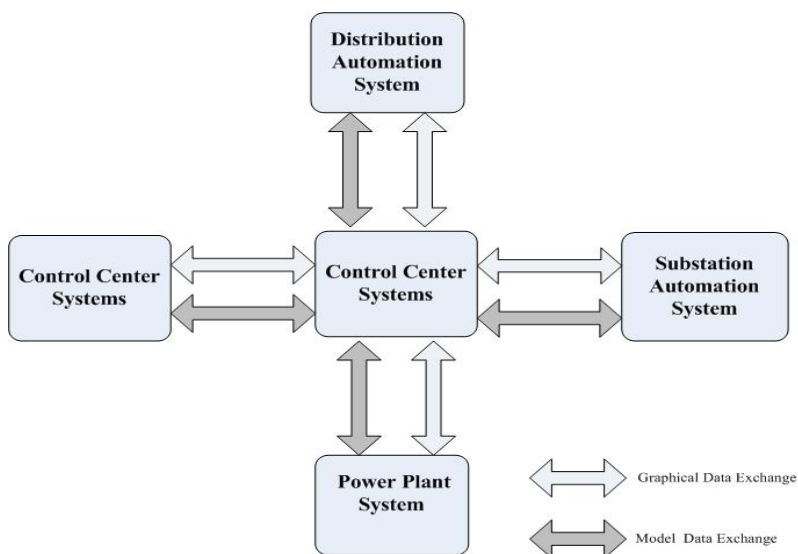 Distribution
Automation
System
Control Center
Systems
Control Center
Systems
Substation
Automation
System
Power Plant
System
Graphical Data Exchange
Model Data Exchange